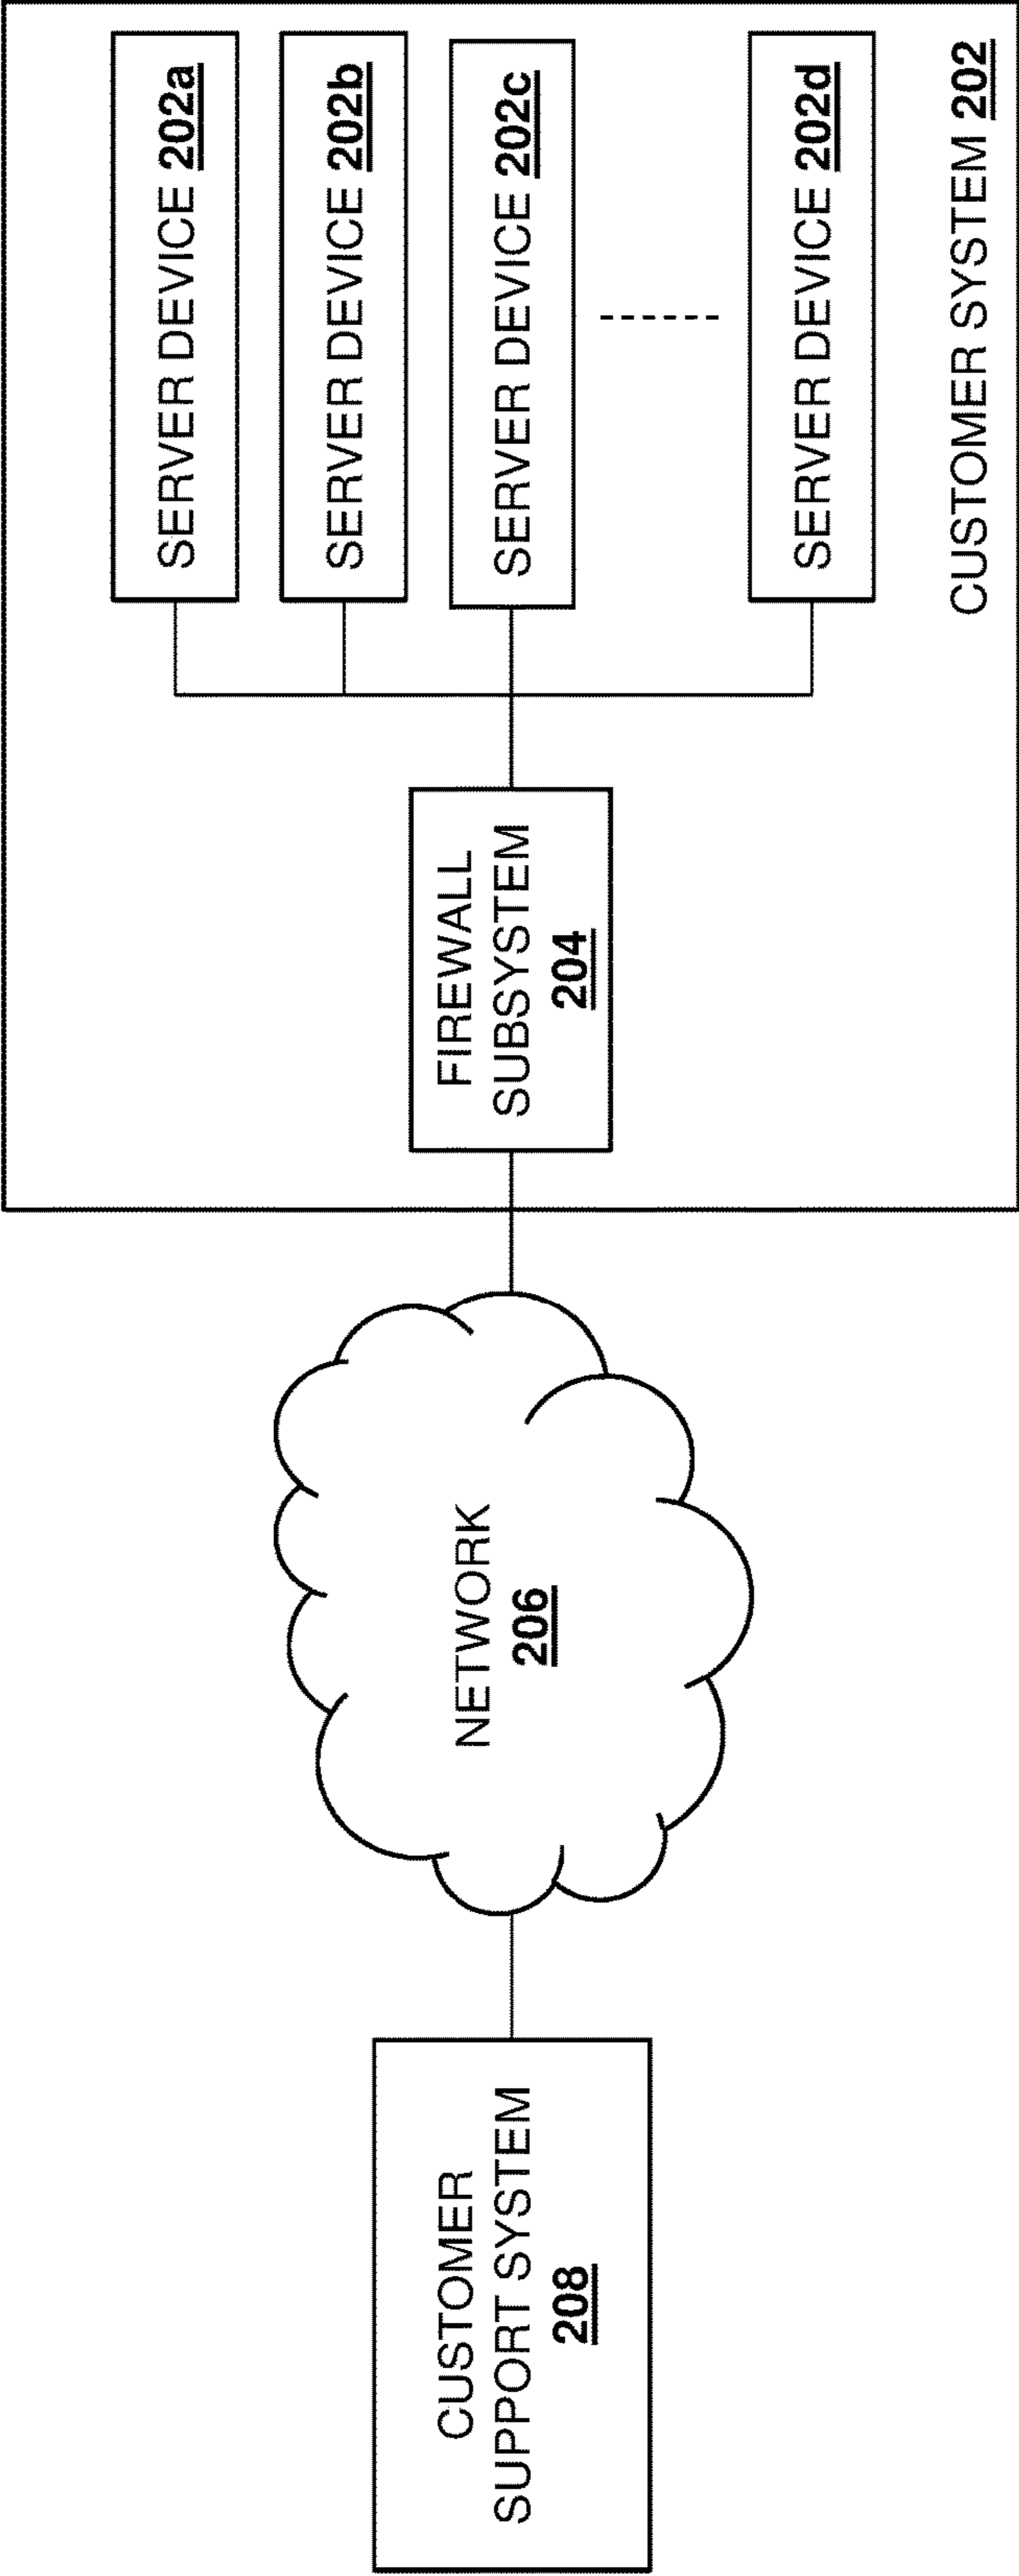 CUSTOMER
SUPPORT SYSTEM
208
NETWORK
206
FIREWALL
SUBSYSTEM
204
SERVER DEVICE 202a
SERVER DEVICE 202b
SERVER DEVICE 202c
SERVER DEVICE 202d
CUSTOMER SYSTEM 202